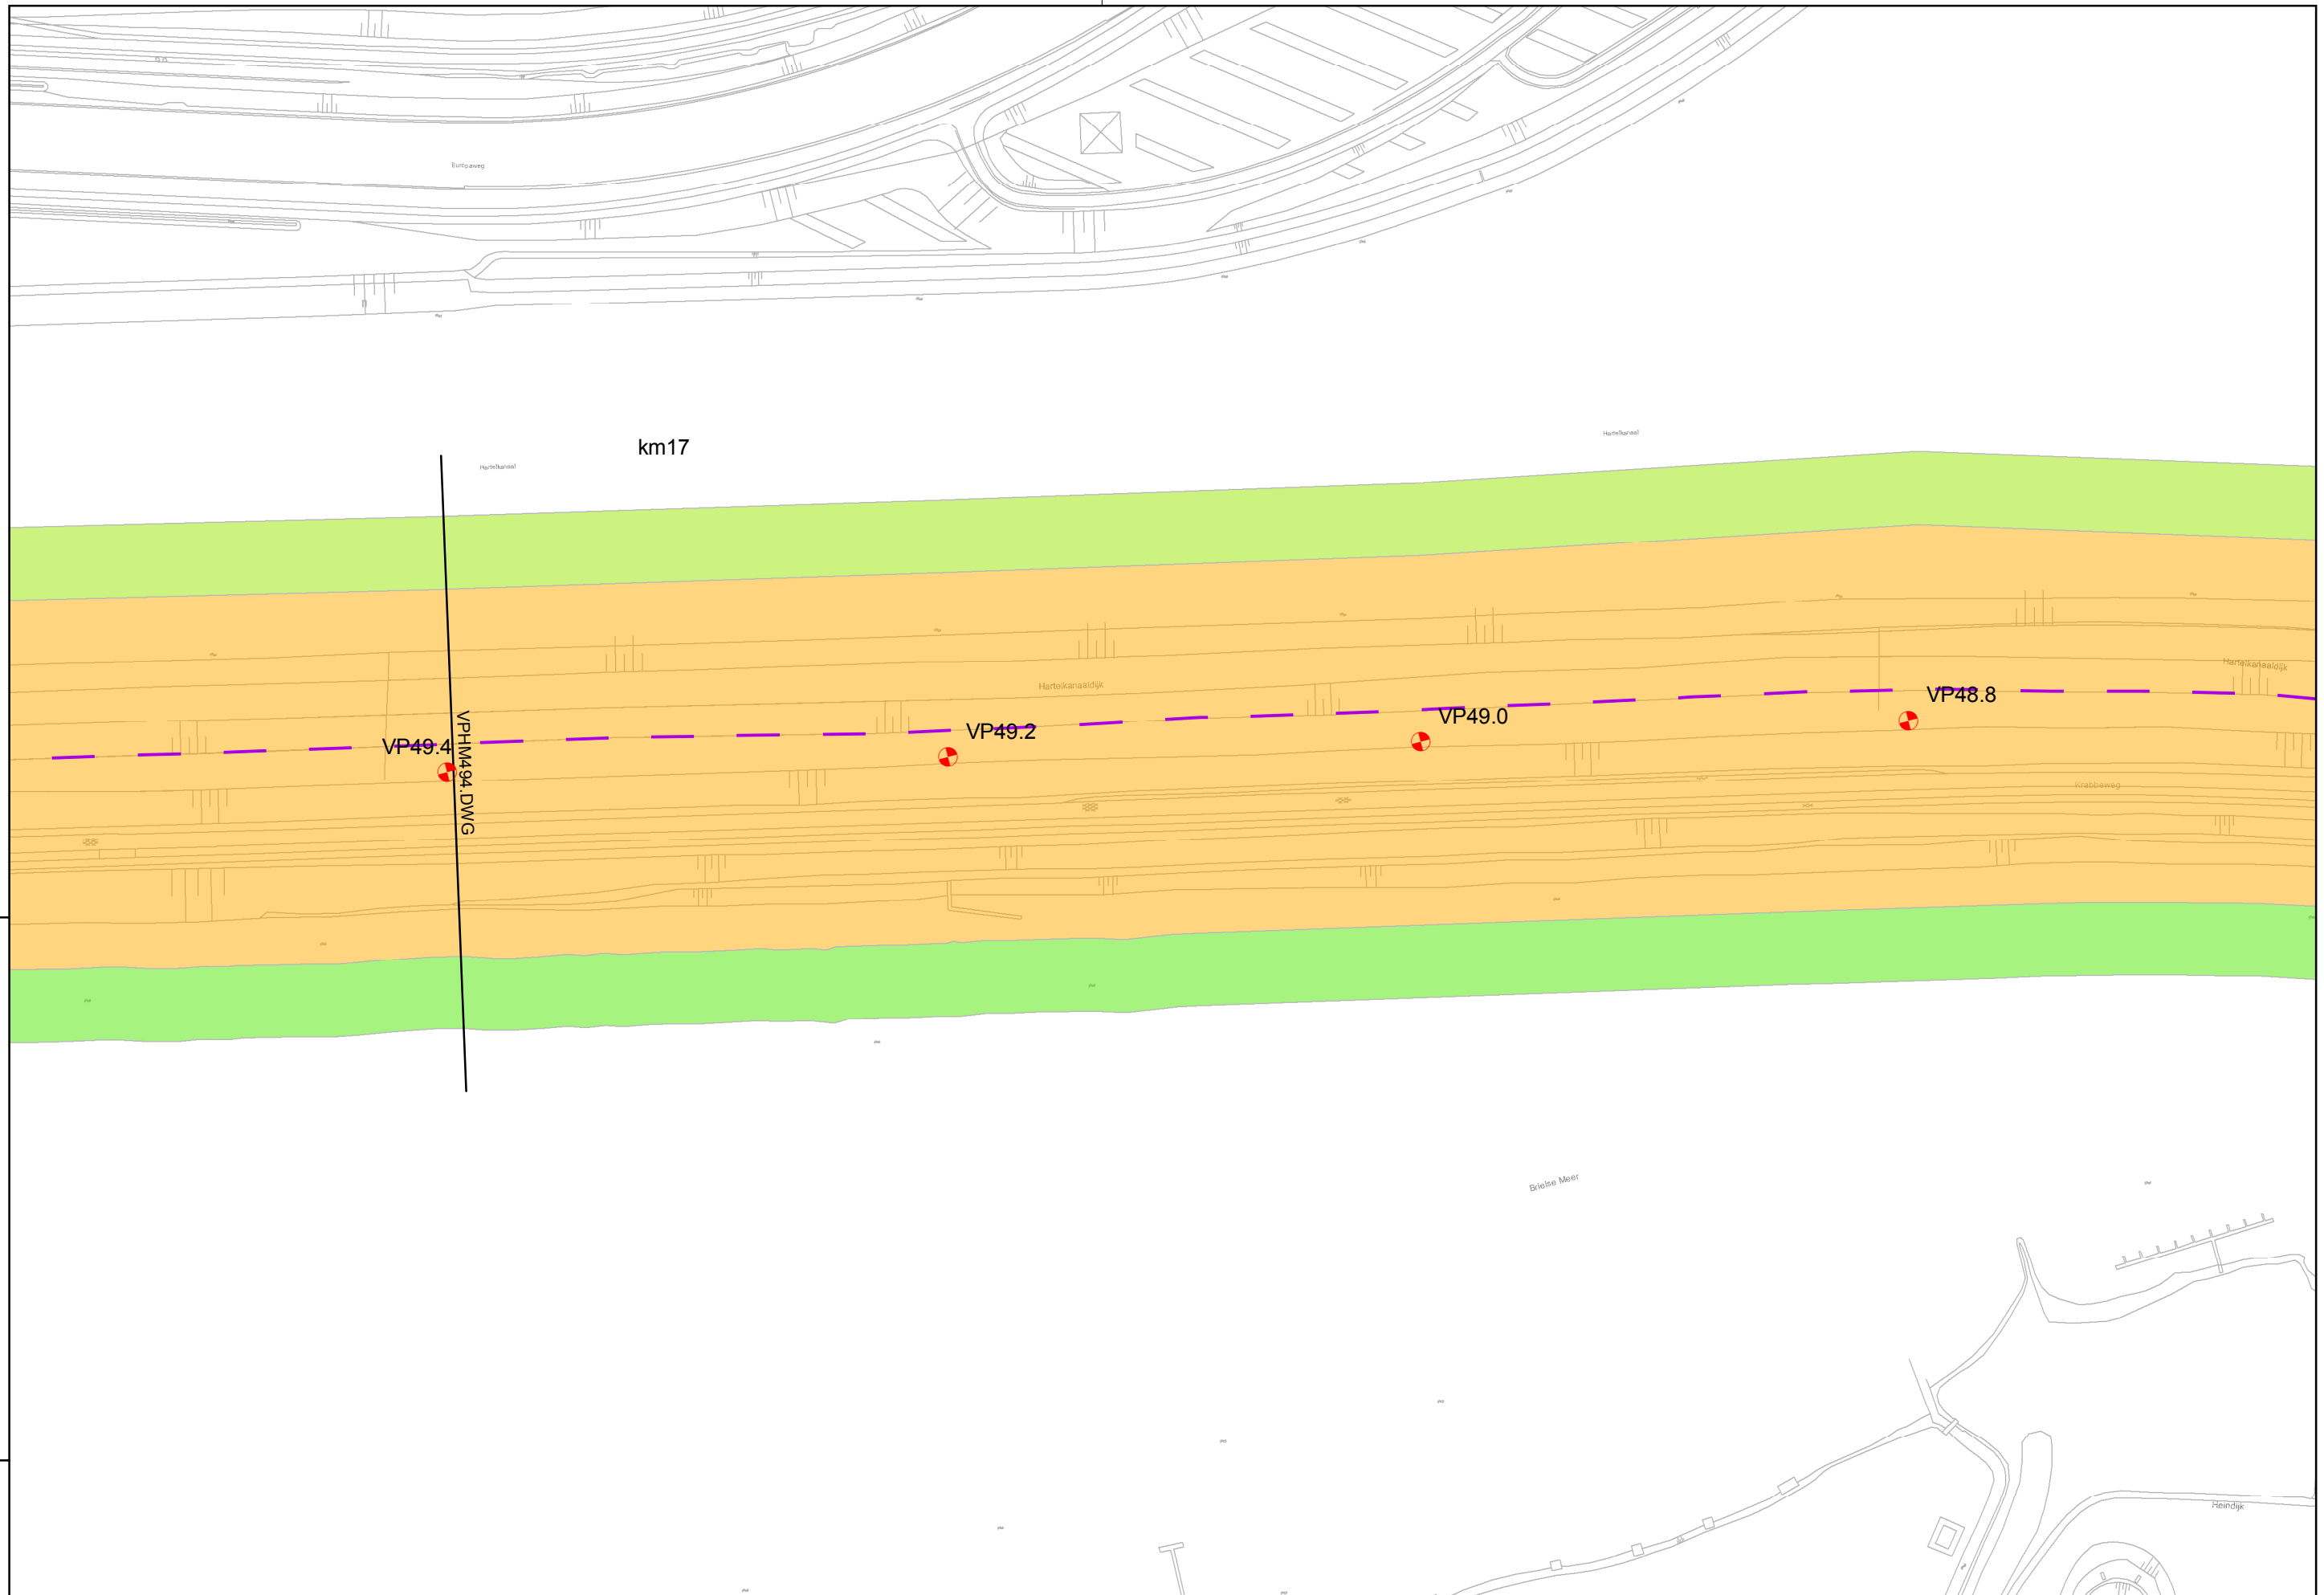 Europaweg
Hartelkanaal
km17
Hartelkanaal
Hartelkanaaldijk
Hartelkanaaldijk
VP48.8
VP49.0
VP49.2
VP49.4
VPHM494.DWG
Krabbeweg
Brielse Meer
Heindijk